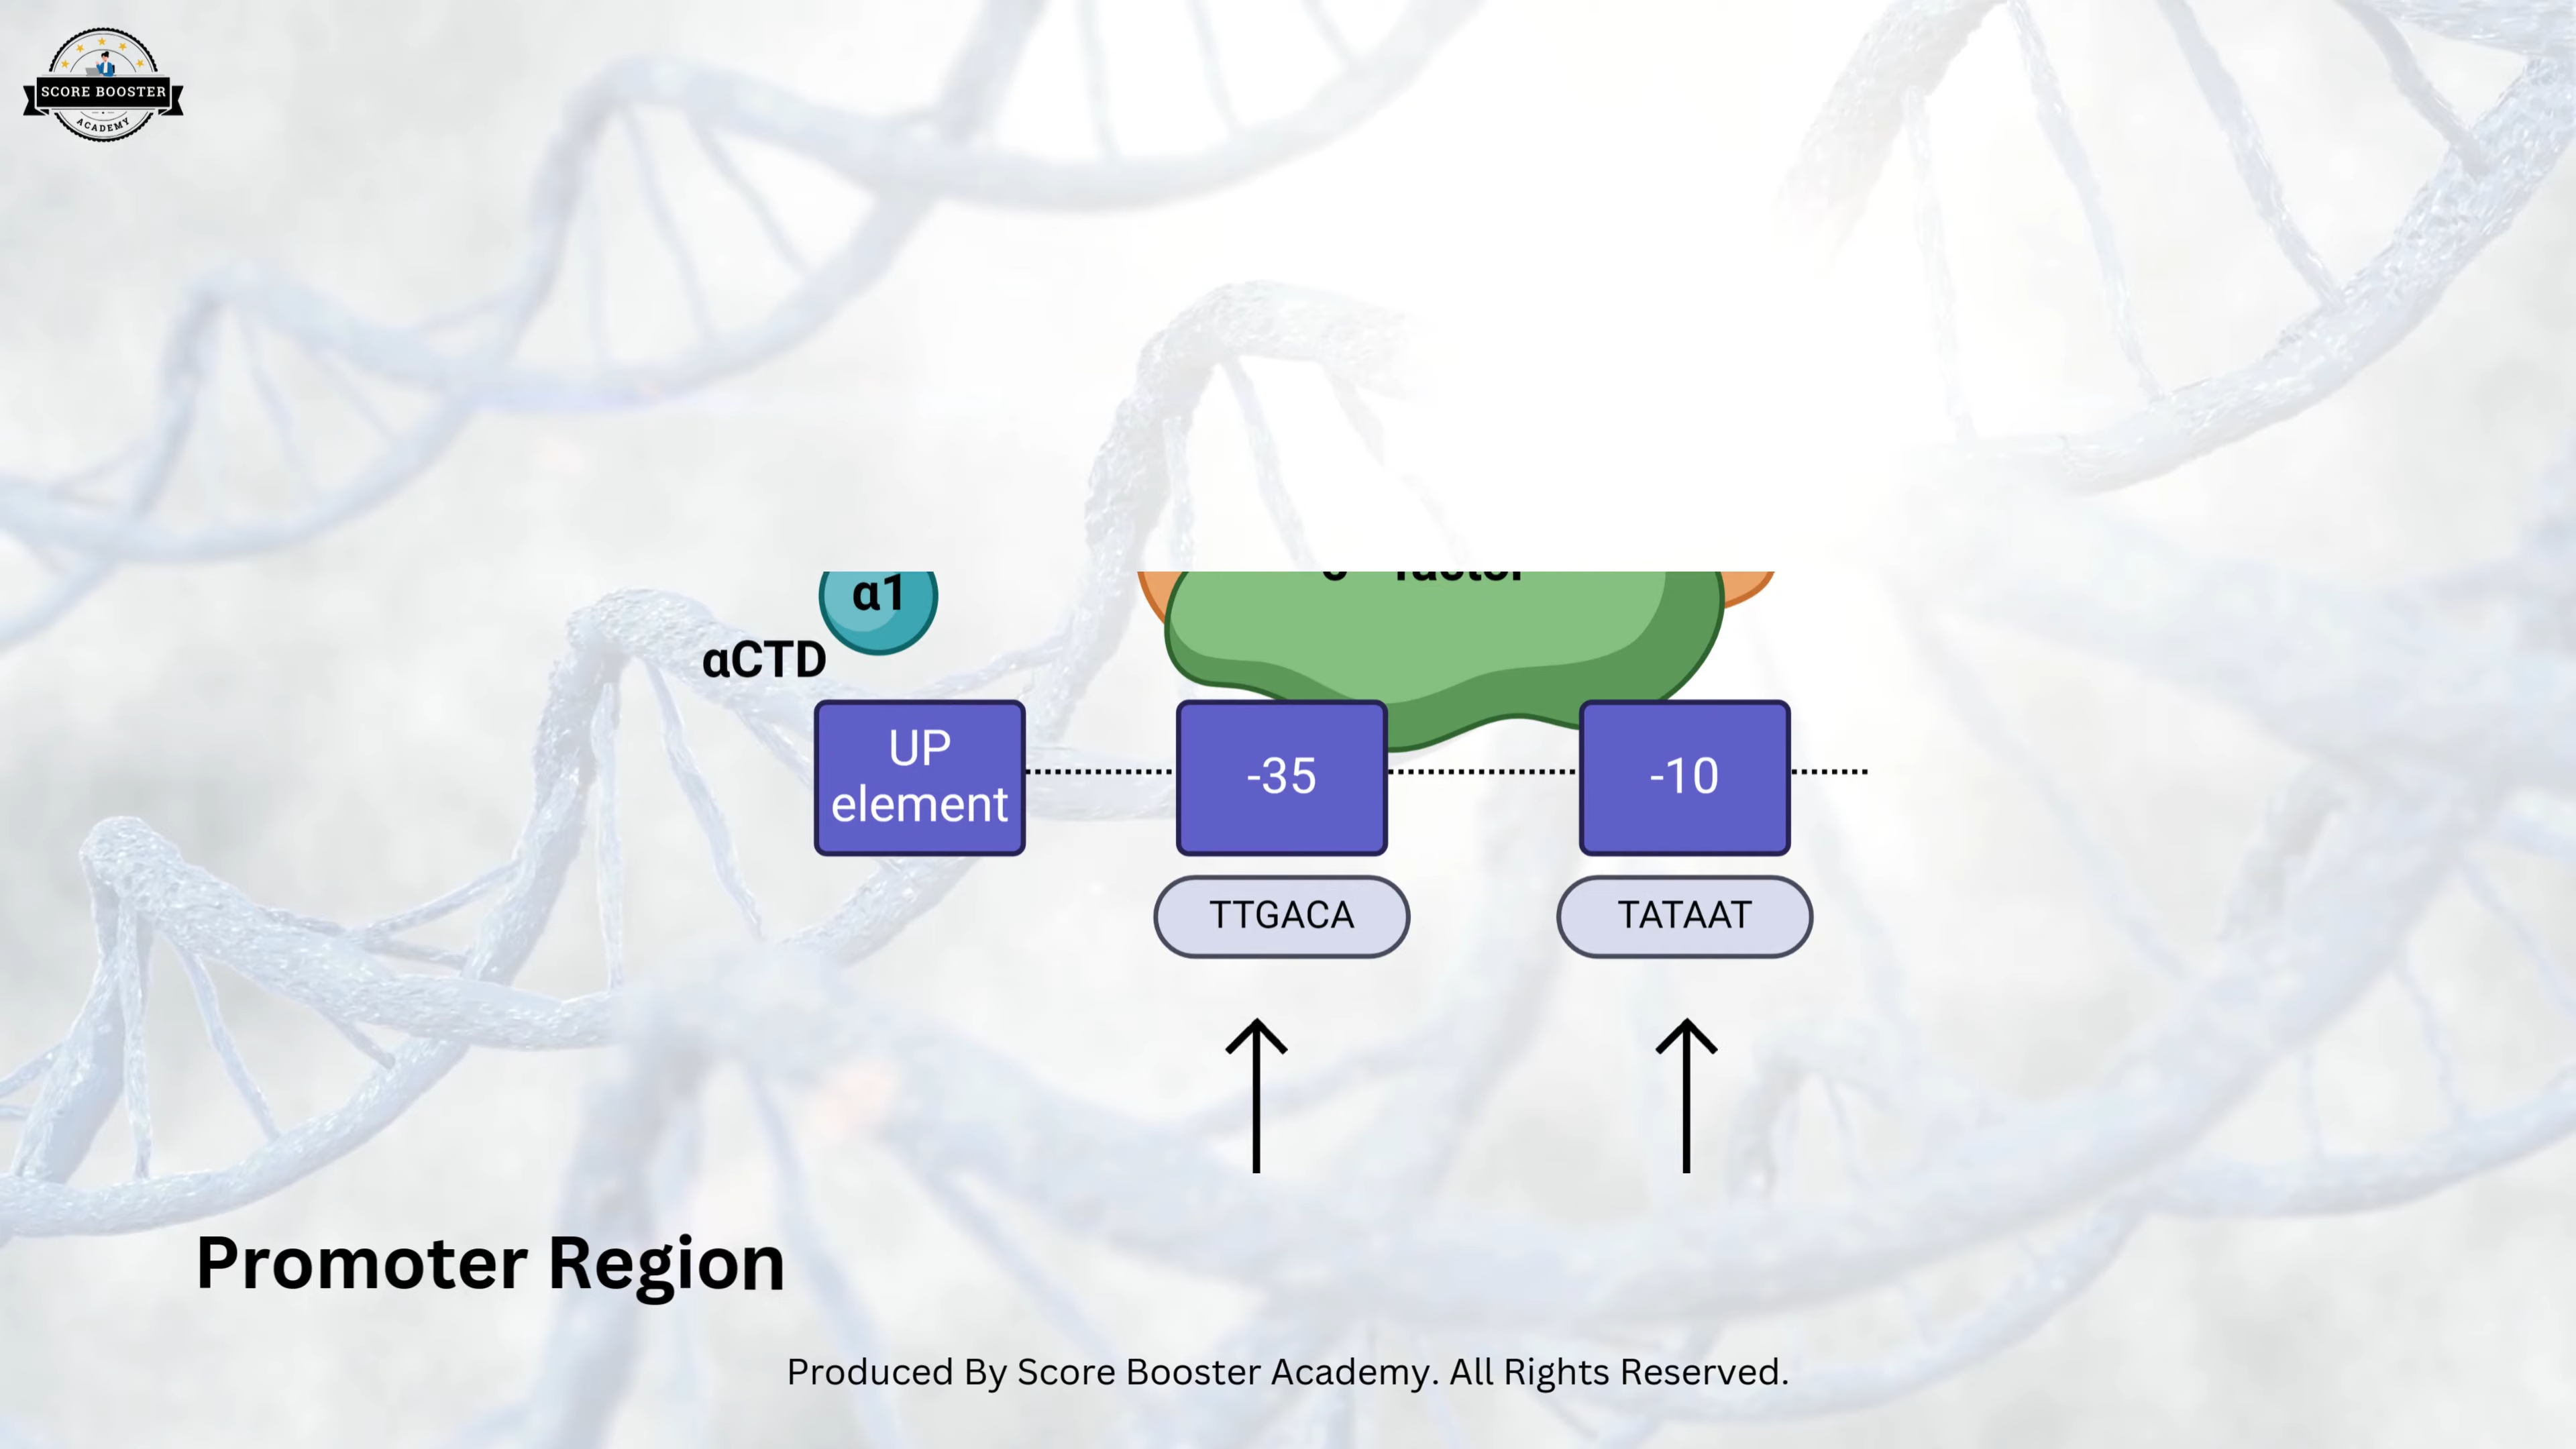 SCORE BOOSTER
ACADEMY
α1
αCTD
UP
element
-35
-10
TTGACA
TATAAT
Promoter Region
Produced By Score Booster Academy. All Rights Reserved.